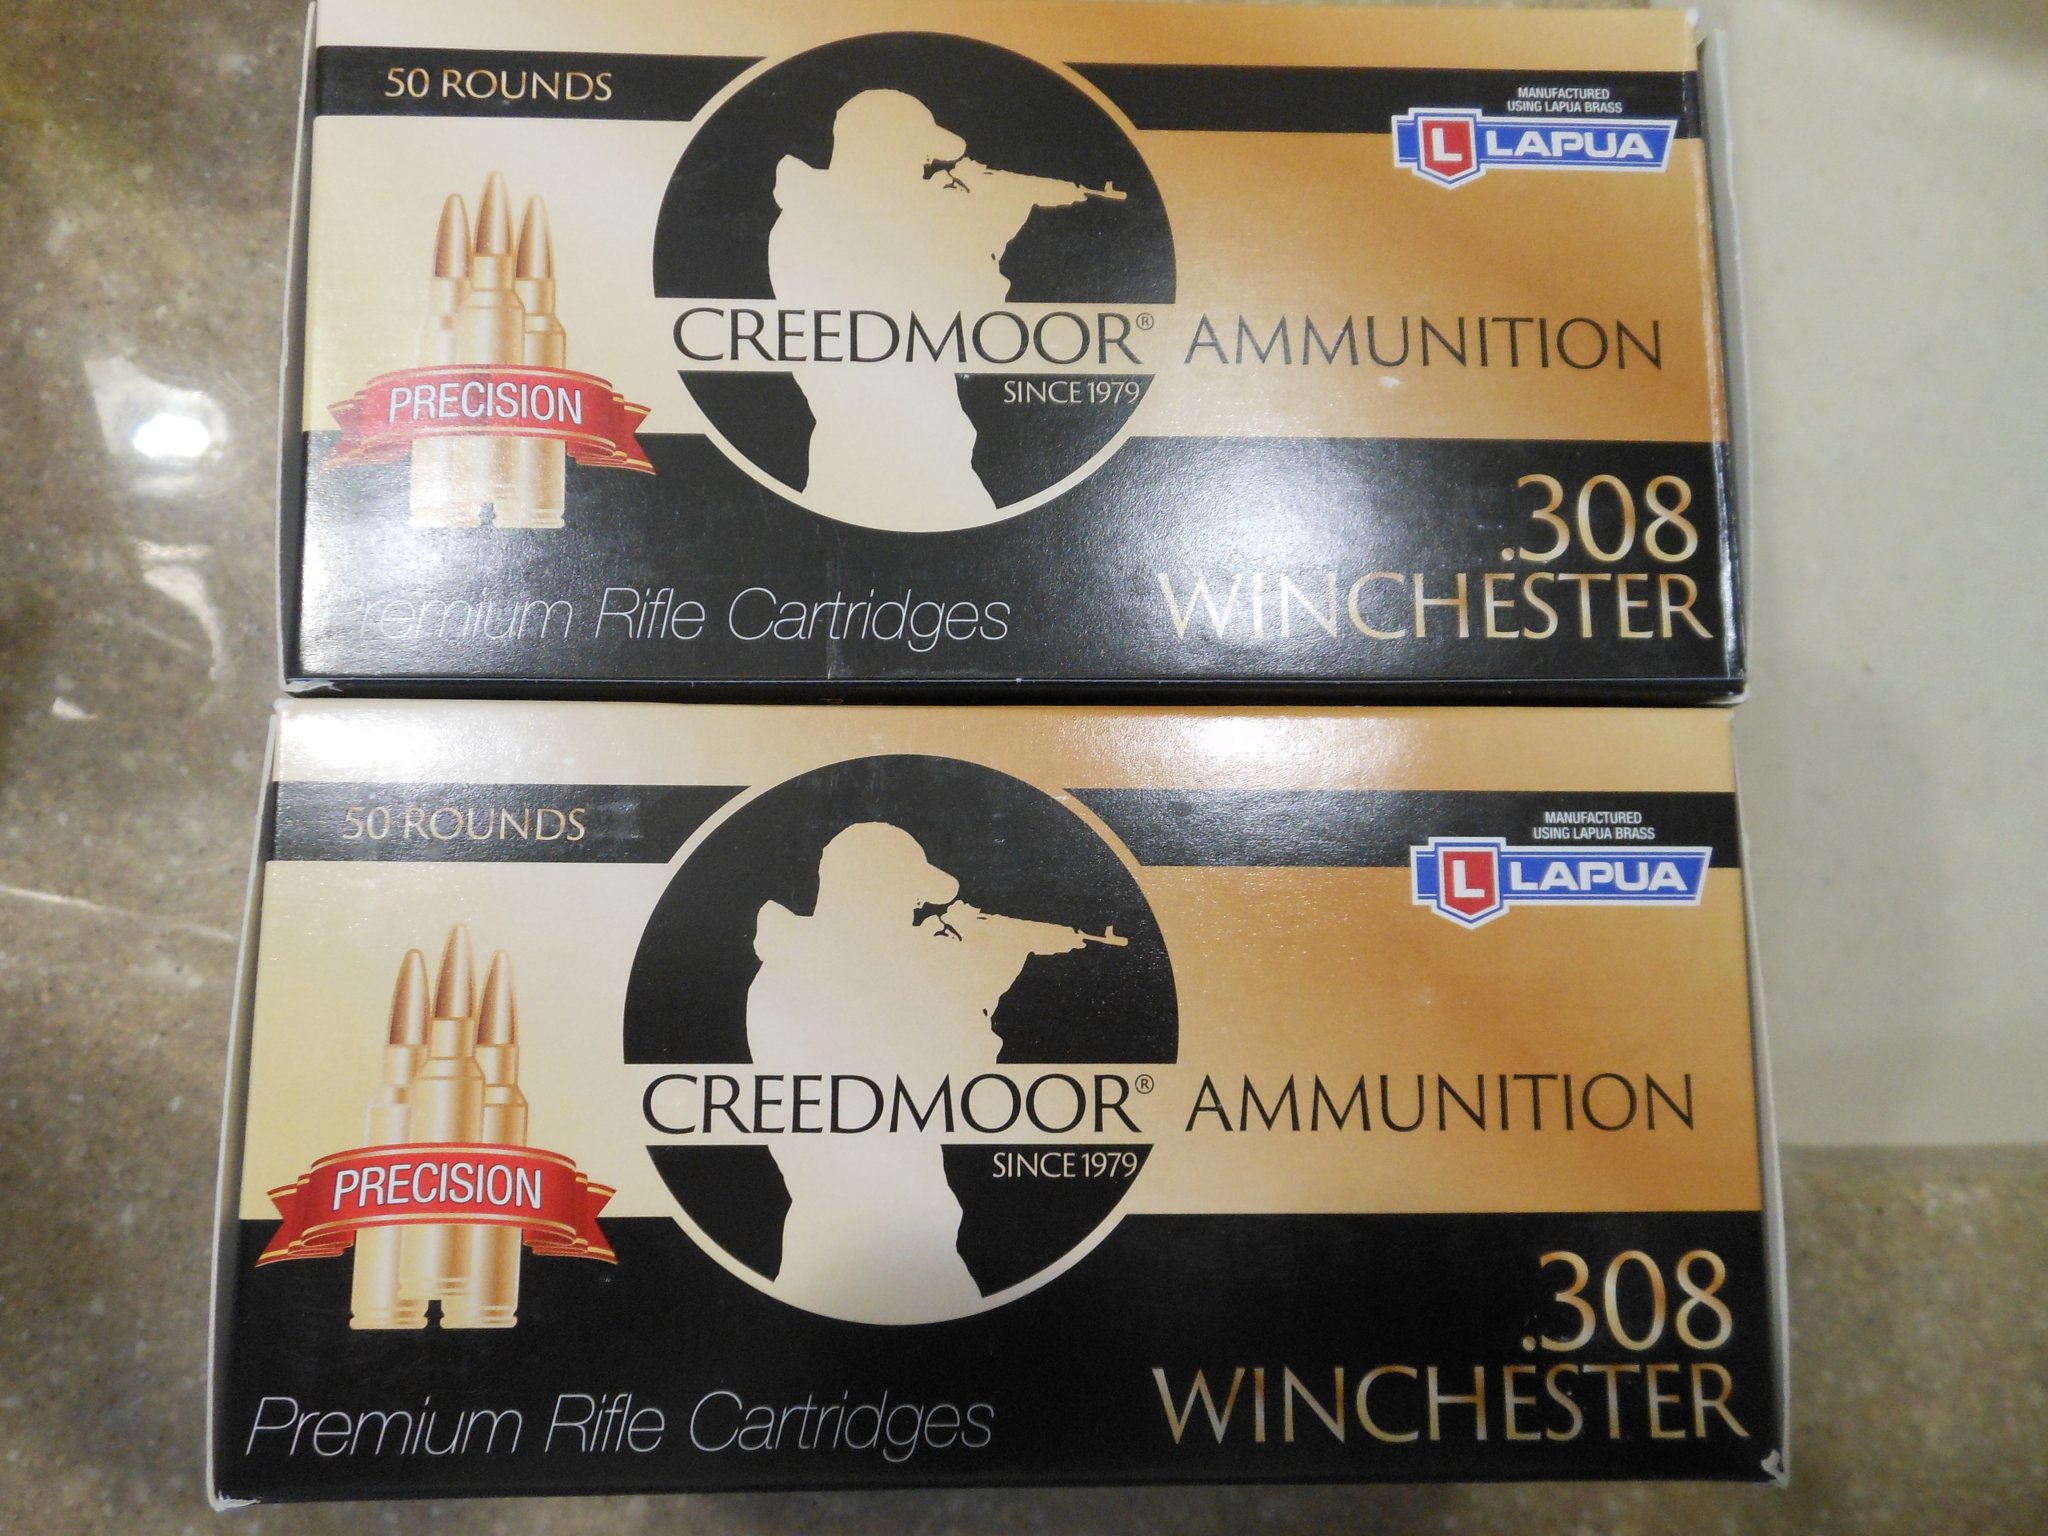 50 ROUNDS
MANUFACTURED
USING LAPUA BRASS
L LAPUA
CREEDMOOR® AMMUNITION
SINCE 1979
PRECISION
.308
WINCHESTER
Premium Rifle Cartridges
50 ROUNDS
MANUFACTURED
USING LAPUA BRASS
L LAPUA
CREEDMOOR® AMMUNITION
SINCE 1979
PRECISION
.308
WINCHESTER
Premium Rifle Cartridges